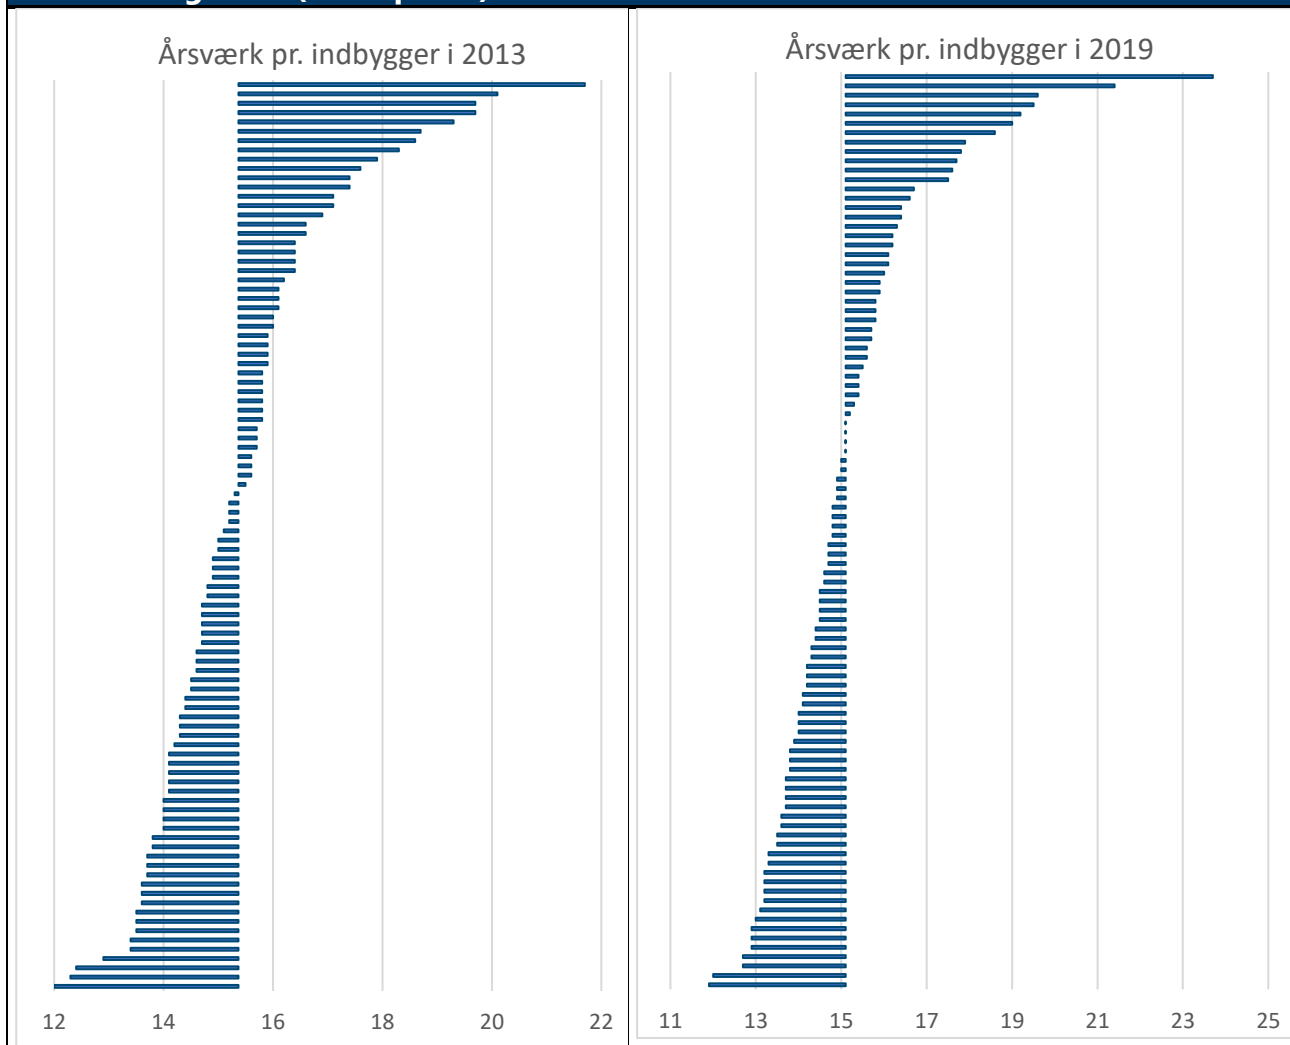 Årsværk pr. indbygger i 2013
12 14 16 18 20 22
Årsværk pr. indbygger i 2019
11 13 15 17 19 21 23 25